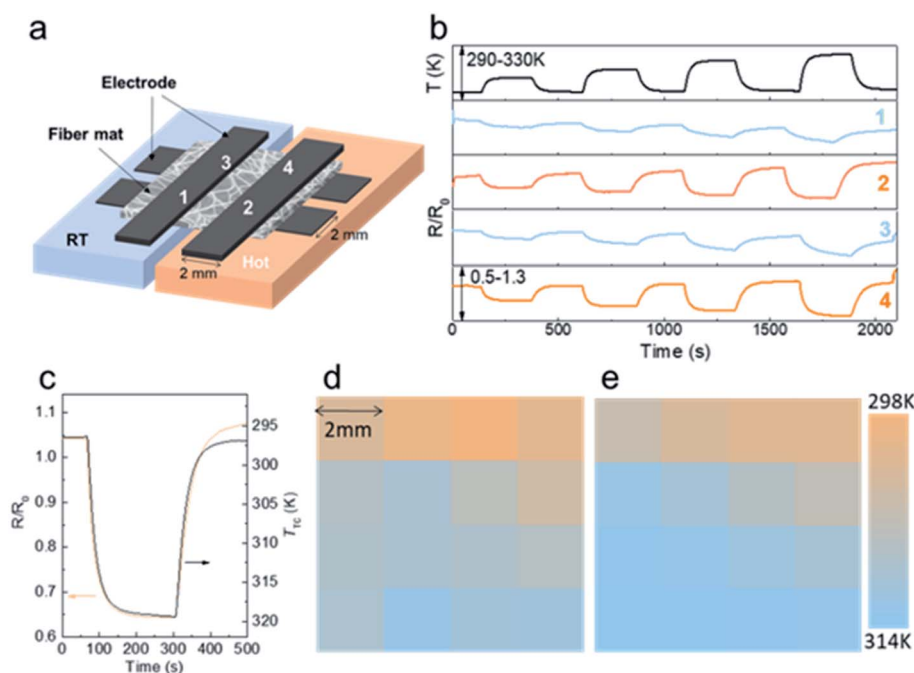 a
Electrode
Fiber mat
3
4
1
2
RT
Hot
2 mm
2 mm
b
T (K)
290-330K
1
2
R/R0
3
0.5-1.3
4
0 500 1000 1500 2000
Time (s)
c
R/R0
1.1
1.0
0.9
0.8
0.7
0.6
295
300
305
310
315
320
TTC (K)
0 100 200 300 400 500
Time (s)
d
2mm
e
298K
314K